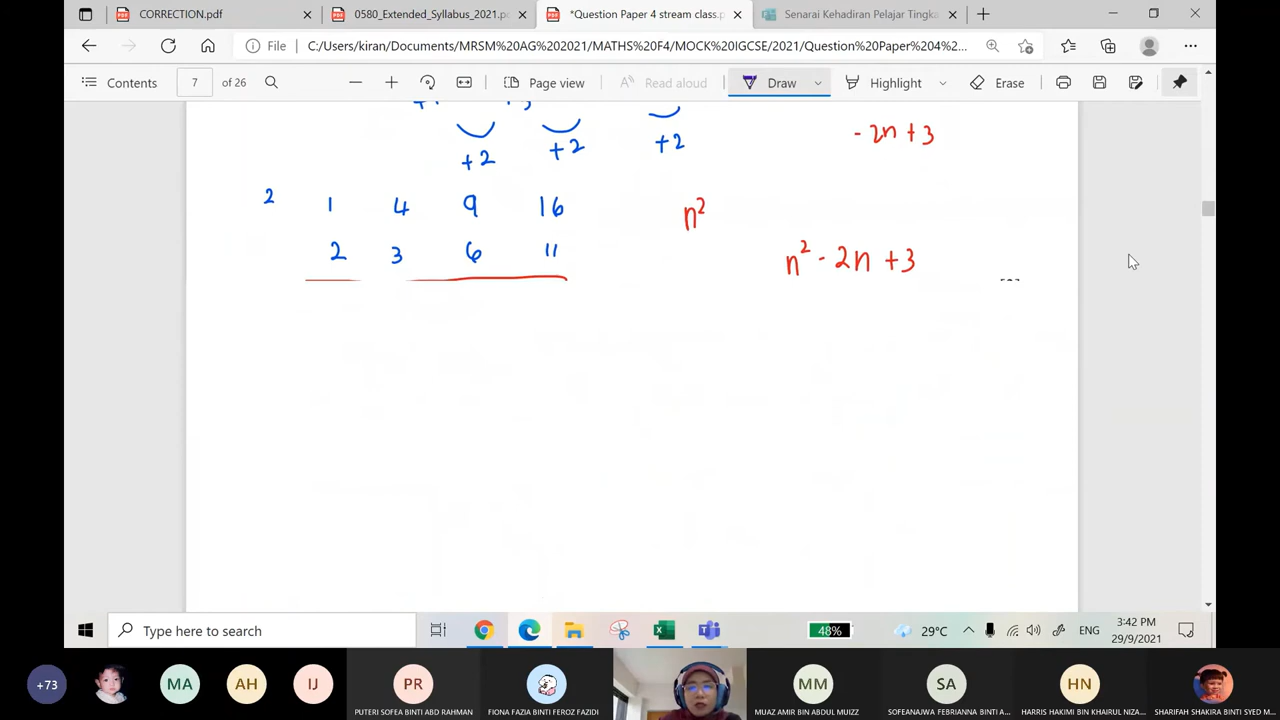 CORRECTION.pdf
0580_Extended_Syllabus_2021.pdf
*Question Paper 4 stream class.p
Senarai Kehadiran Pelajar Tingka
File
C:/Users/kiran/Documents/MRSM%20AG%202021/MATHS%20F4/MOCK%20IGCSE/2021/Question%20Paper%204%2...
Contents
7 of 26
Page view
Read aloud
Draw
Highlight
Erase
+2 +2 +2
- 2n + 3
2 1 4 9 16 n²
2 3 6 11 n² - 2n + 3
Type here to search
48%
29°C
ENG
3:42 PM
29/9/2021
+73
MA
AH
IJ
PR
PUTERI SOFEA BINTI ABD RAHMAN
FIONA FAZIA BINTI FEROZ FAZIDI
MM
MUAZ AMIR BIN ABDUL MUIZZ
SA
SOFEANAJWA FEBRIANNA BINTI A...
HN
HARRIS HAKIMI BIN KHAIRUL NIZA...
SHARIFAH SHAKIRA BINTI SYED M...